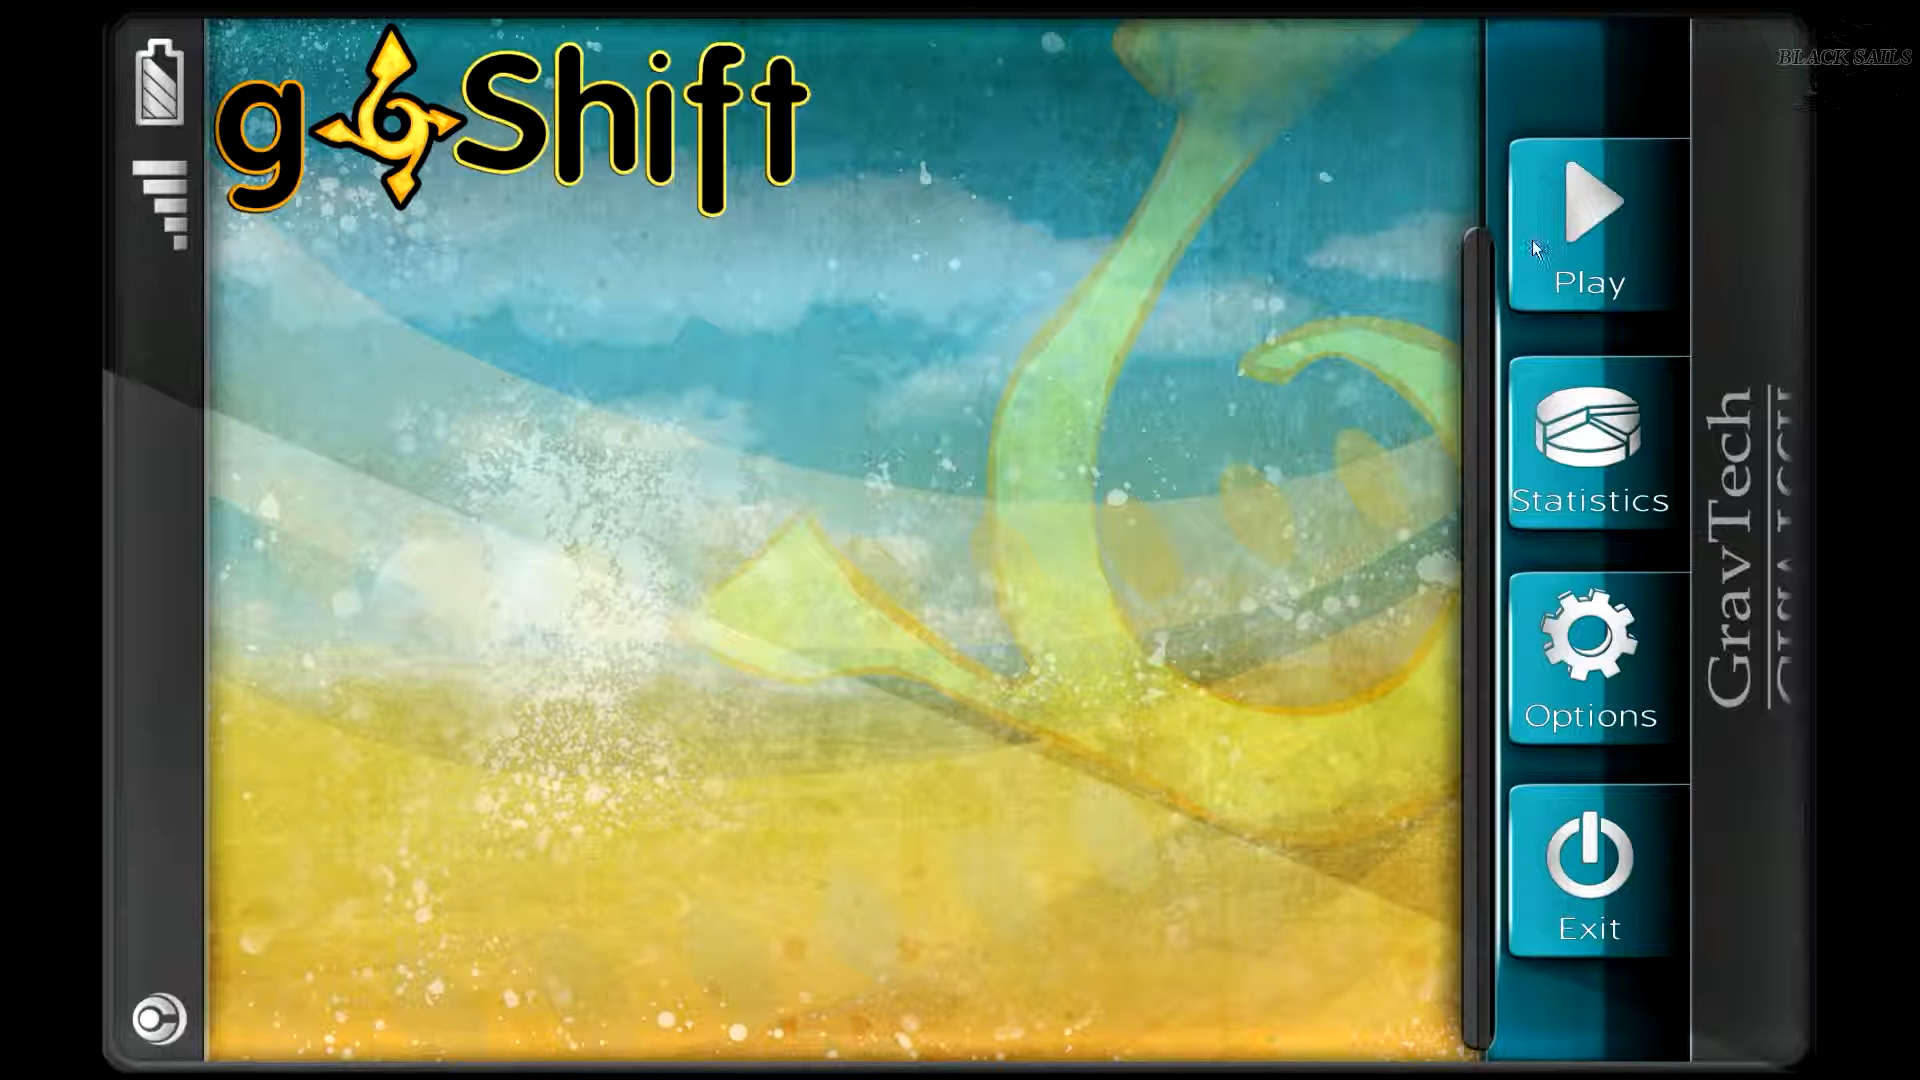 g Shift
BLACK SAILS
Play
Statistics
Options
Exit
GravTech